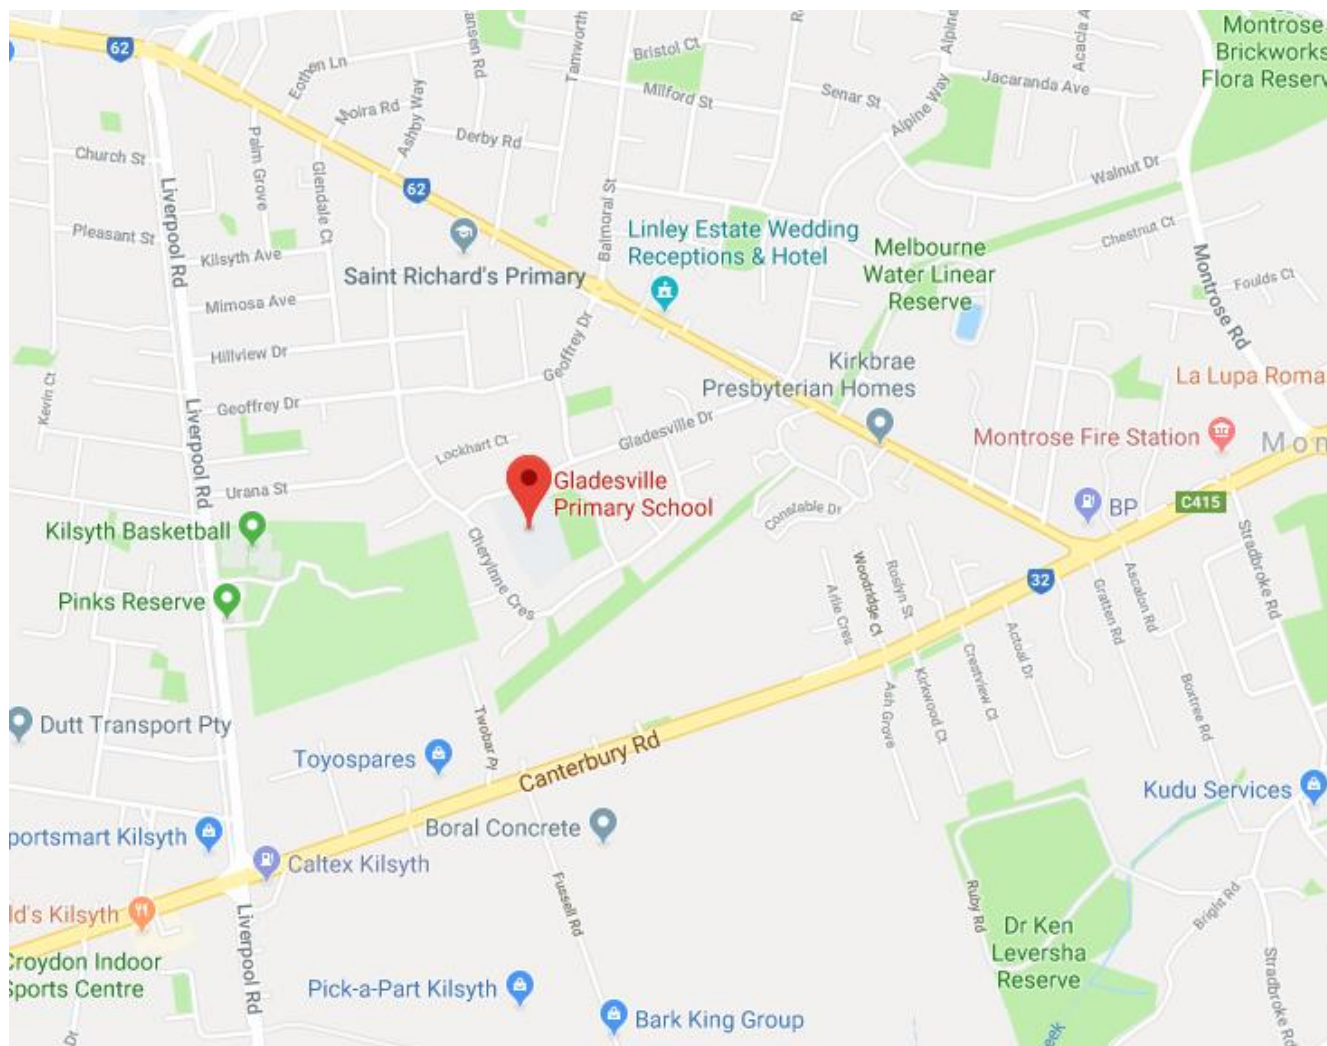 Montrose
Brickworks
Flora Reserv
62
Bristol Ct
Tamworth
Eothen Ln
Jacaranda Ave
Acacia A
Alpine
Milford St
Senar St
Alpine Way
Moira Rd
Ashby Way
Derby Rd
Church St
Palm Grove
Glendale Ct
Walnut Dr
62
Liverpool Rd
Balmoral St
Pleasant St
Linley Estate Wedding
Receptions & Hotel
Melbourne
Water Linear
Reserve
Chestnut Ct
Kilsyth Ave
Saint Richard's Primary
Montrose Rd
Foulds Ct
Mimosa Ave
Geoffrey Dr
Hillview Dr
Kirkbrae
Presbyterian Homes
La Lupa Roma
Kevin Ct
Geoffrey Dr
Liverpool Rd
Gladesville Dr
Lockhart Ct
Montrose Fire Station
Mon
Urana St
Gladesville
Primary School
Constable Dr
BP
C415
Kilsyth Basketball
Cherylnne Cres
Stradbroke Rd
Pinks Reserve
Arlie Cres
Woodridge Ct
Roslyn St
32
Gratten Rd
Ascalon Rd
Actoal Dr
Crestview Ct
Kirkwood Ct
Ash Grove
Boxtree Rd
Dutt Transport Pty
Twobar Pl
Toyospares
Canterbury Rd
Kudu Services
portsmart Kilsyth
Boral Concrete
Caltex Kilsyth
ld's Kilsyth
Fussell Rd
Ruby Rd
Bright Rd
Liverpool Rd
Dr Ken
Leversha
Reserve
Croydon Indoor
Sports Centre
Pick-a-Part Kilsyth
Stradbroke Rd
Bark King Group
Dr
eek